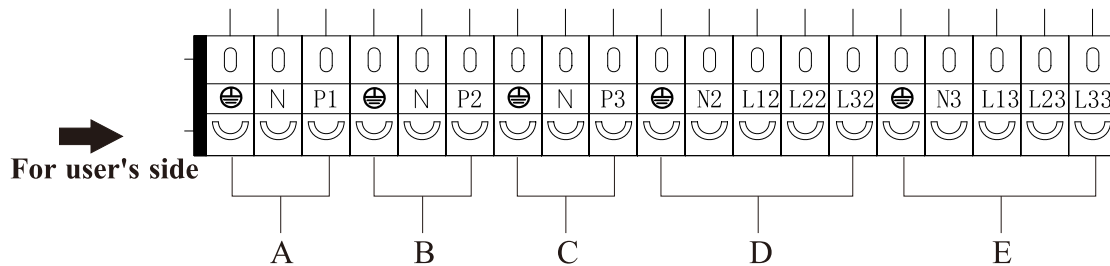 N P1 N P2 N P3 N2 L12 L22 L32 N3 L13 L23 L33
For user's side
A B C D E